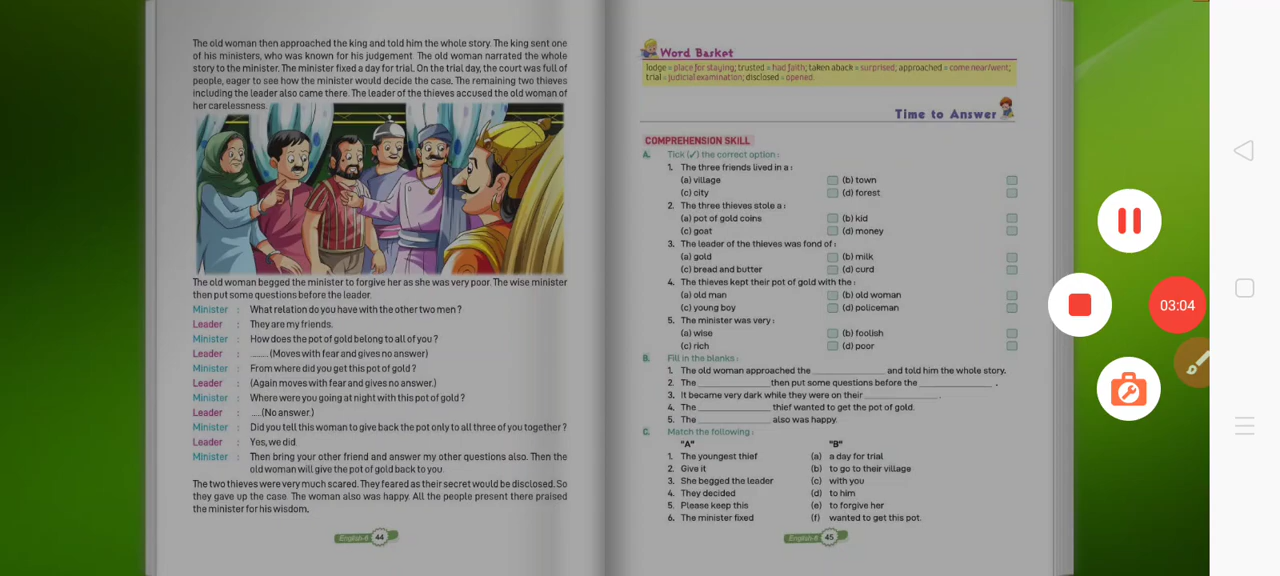 The old woman then approached the king and told him the whole story. The king sent one
of his ministers, who was known for his judgement. The old woman narrated the whole
story to the minister. The minister fixed a day for trial. On the trial day, the court was full of
people, eager to see how the minister would decide the case. The remaining two thieves
including the leader also came there. The leader of the thieves accused the old woman of
her carelessness.
The old woman begged the minister to forgive her as she was very poor. The wise minister
then put some questions before the leader.
Minister : What relation do you have with the other two men?
Leader : They are my friends.
Minister : How does the pot of gold belong to all of you?
Leader : ........(Moves with fear and gives no answer)
Minister : From where did you get this pot of gold?
Leader : (Again moves with fear and gives no answer.)
Minister : Where were you going at night with this pot of gold?
Leader : ....(No answer.)
Minister : Did you tell this woman to give back the pot only to all three of you together?
Leader : Yes, we did.
Minister : Then bring your other friend and answer my other questions also. Then the
old woman will give the pot of gold back to you.
The two thieves were very much scared. They feared as their secret would be disclosed. So
they gave up the case. The woman also was happy. All the people present there praised
the minister for his wisdom.
English-6 44
Word Basket
lodge = place for staying; trusted = had faith; taken aback = surprised; approached = come near/went;
trial = judicial examination; disclosed = opened.
Time to Answer
COMPREHENSION SKILL
A. Tick (✓) the correct option :
1. The three friends lived in a :
(a) village (b) town
(c) city (d) forest
2. The three thieves stole a :
(a) pot of gold coins (b) kid
(c) goat (d) money
3. The leader of the thieves was fond of :
(a) gold (b) milk
(c) bread and butter (d) curd
4. The thieves kept their pot of gold with the :
(a) old man (b) old woman
(c) young boy (d) policeman
5. The minister was very :
(a) wise (b) foolish
(c) rich (d) poor
B. Fill in the blanks :
1. The old woman approached the ______________ and told him the whole story.
2. The ______________ then put some questions before the ______________ .
3. It became very dark while they were on their ______________.
4. The ______________ thief wanted to get the pot of gold.
5. The ______________ also was happy.
C. Match the following :
"A" "B"
1. The youngest thief (a) a day for trial
2. Give it (b) to go to their village
3. She begged the leader (c) with you
4. They decided (d) to him
5. Please keep this (e) to forgive her
6. The minister fixed (f) wanted to get this pot.
English-6 45
03:04